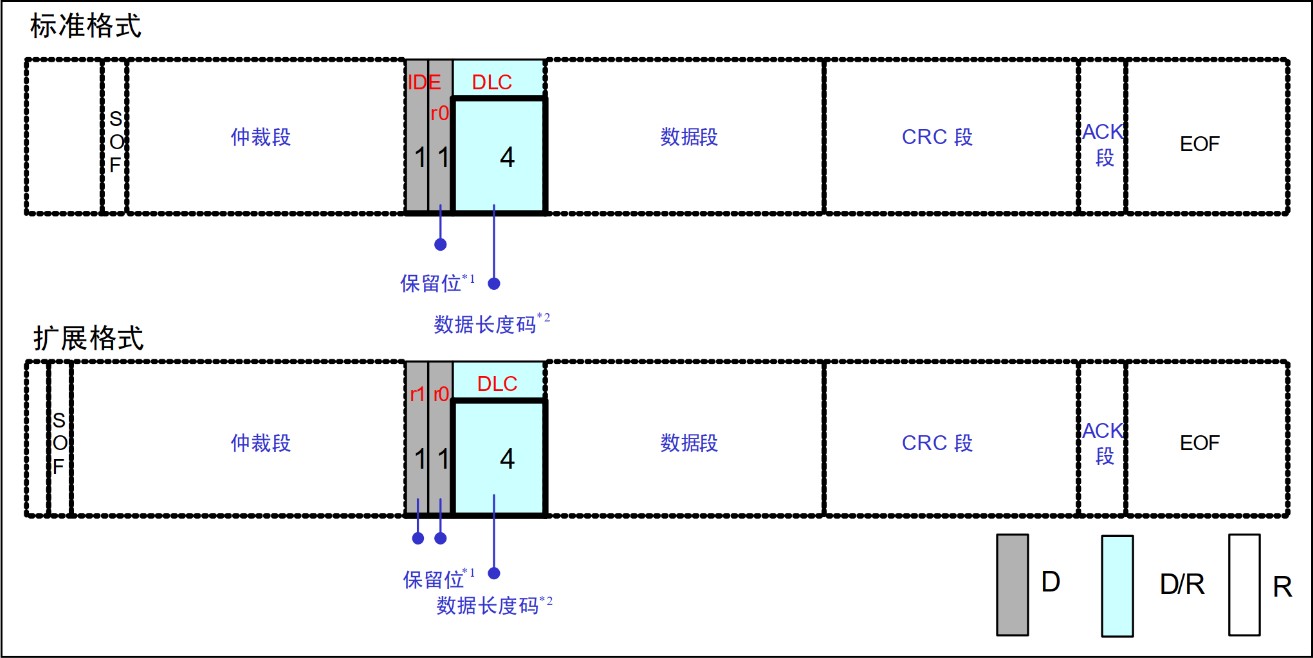 标准格式
SOF
仲裁段
IDE
r0
1
1
DLC
4
数据段
CRC 段
ACK
段
EOF
保留位*1
数据长度码*2
扩展格式
SOF
仲裁段
r1
r0
1
1
DLC
4
数据段
CRC 段
ACK
段
EOF
保留位*1
数据长度码*2
D
D/R
R